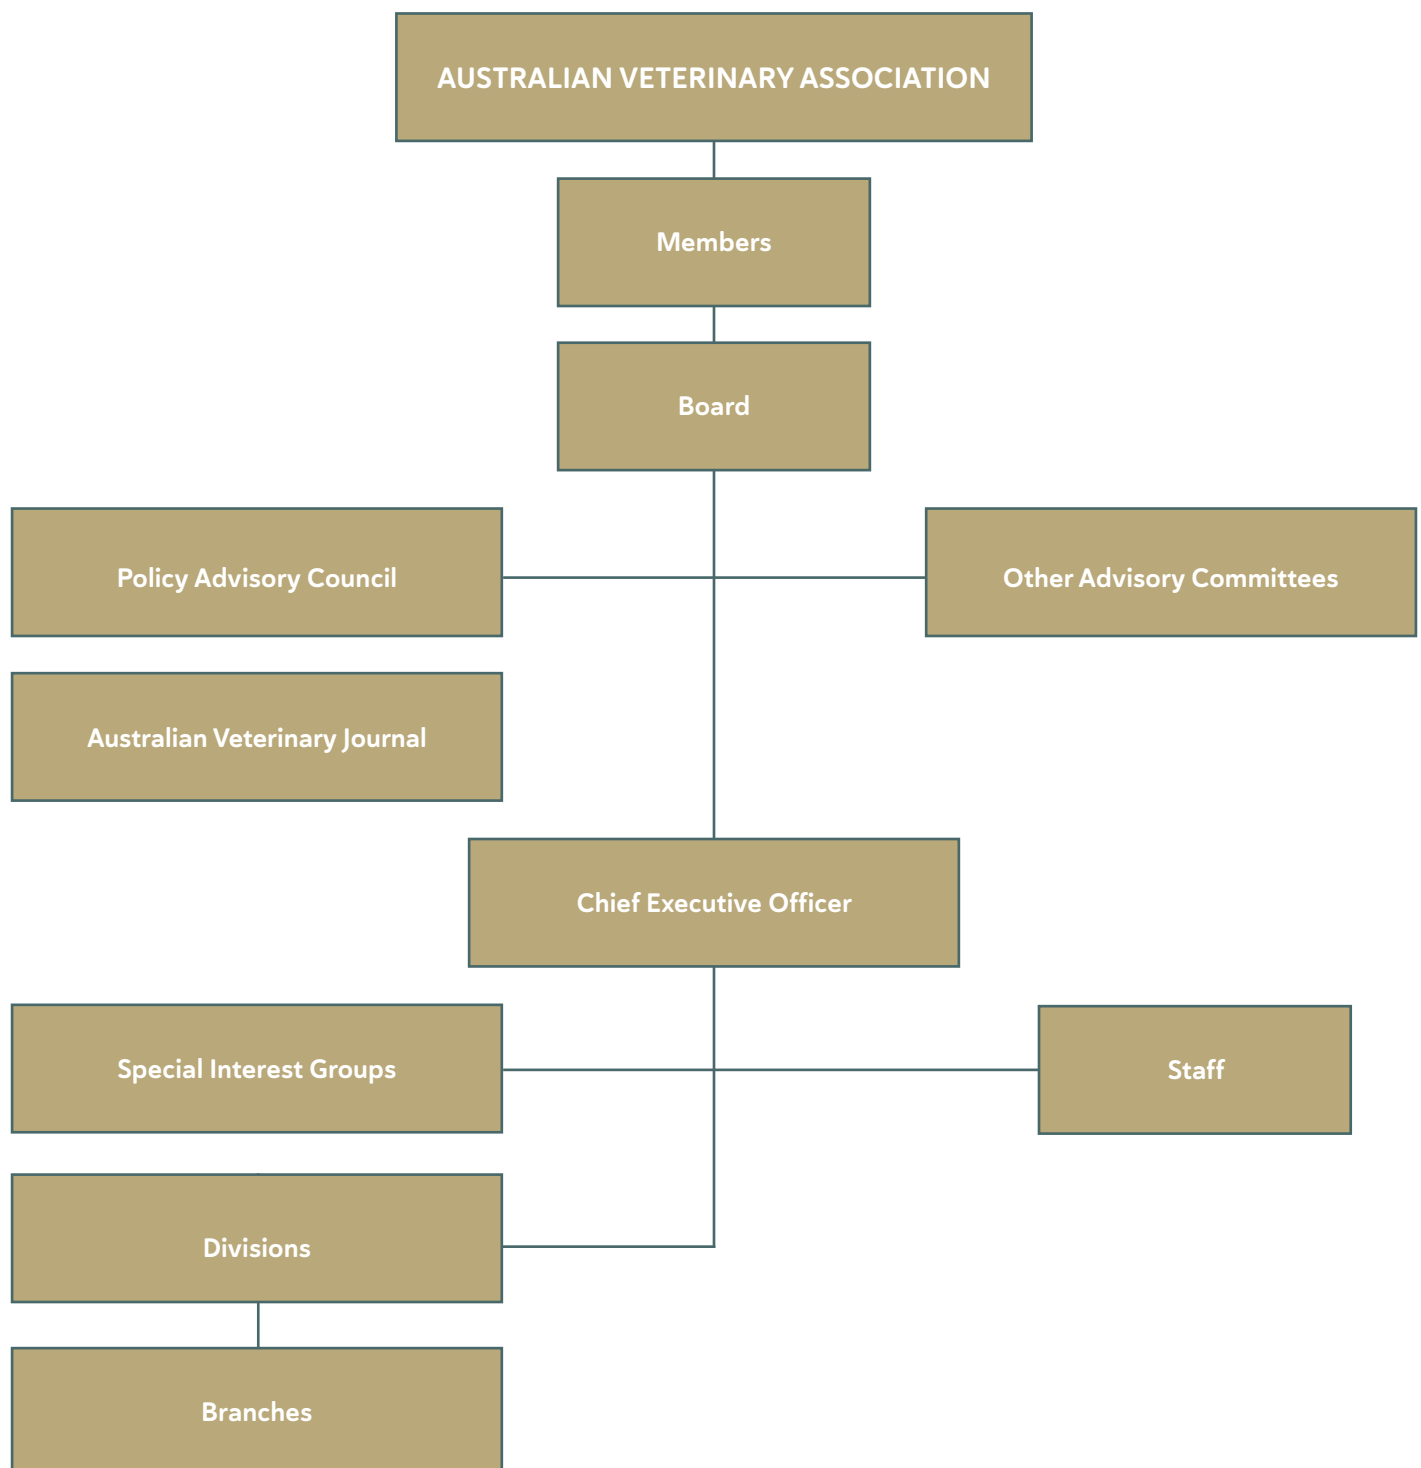 AUSTRALIAN VETERINARY ASSOCIATION
Members
Board
Policy Advisory Council
Other Advisory Committees
Australian Veterinary Journal
Chief Executive Officer
Special Interest Groups
Staff
Divisions
Branches